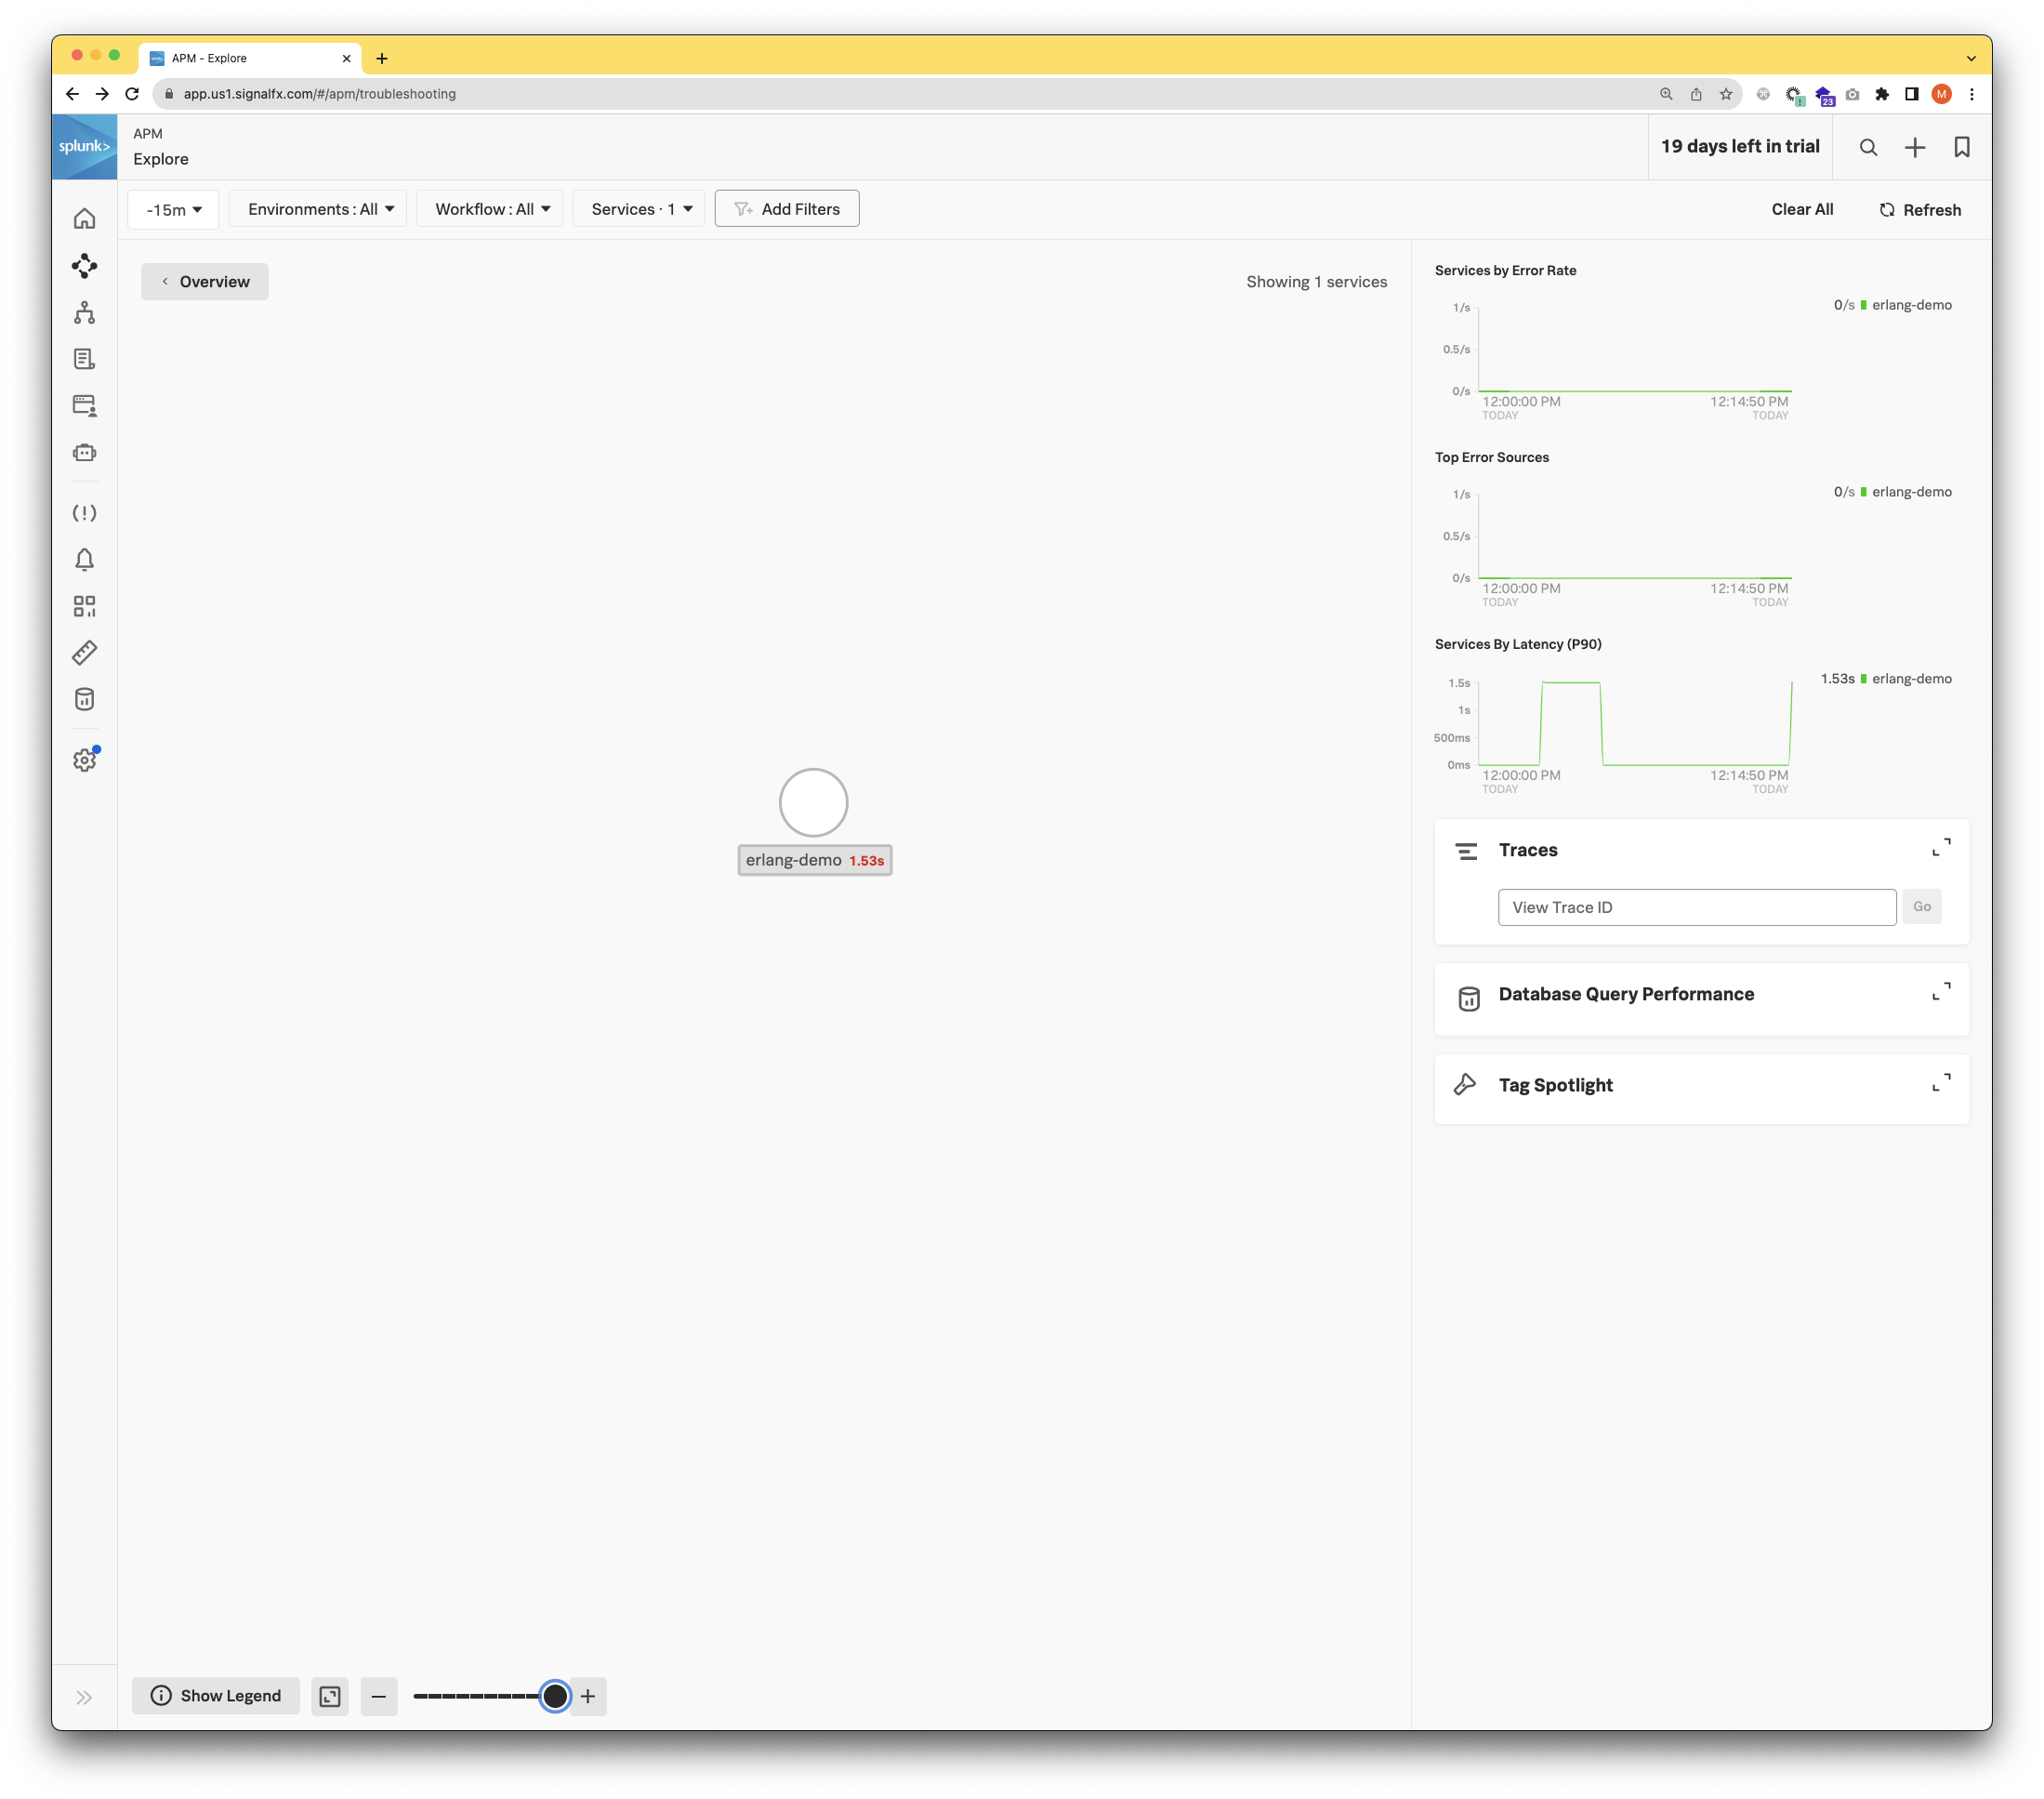 APM - Explore
app.us1.signalfx.com/#/apm/troubleshooting
23
M
splunk>
APM
Explore
19 days left in trial
-15m
Environments : All
Workflow : All
Services · 1
Add Filters
Clear All
Refresh
Overview
Showing 1 services
Services by Error Rate
1/s
0.5/s
0/s
12:00:00 PM
TODAY
12:14:50 PM
TODAY
0/s erlang-demo
Top Error Sources
1/s
0.5/s
0/s
12:00:00 PM
TODAY
12:14:50 PM
TODAY
0/s erlang-demo
Services By Latency (P90)
1.5s
1s
500ms
0ms
12:00:00 PM
TODAY
12:14:50 PM
TODAY
1.53s erlang-demo
erlang-demo 1.53s
Traces
View Trace ID
Go
Database Query Performance
Tag Spotlight
Show Legend